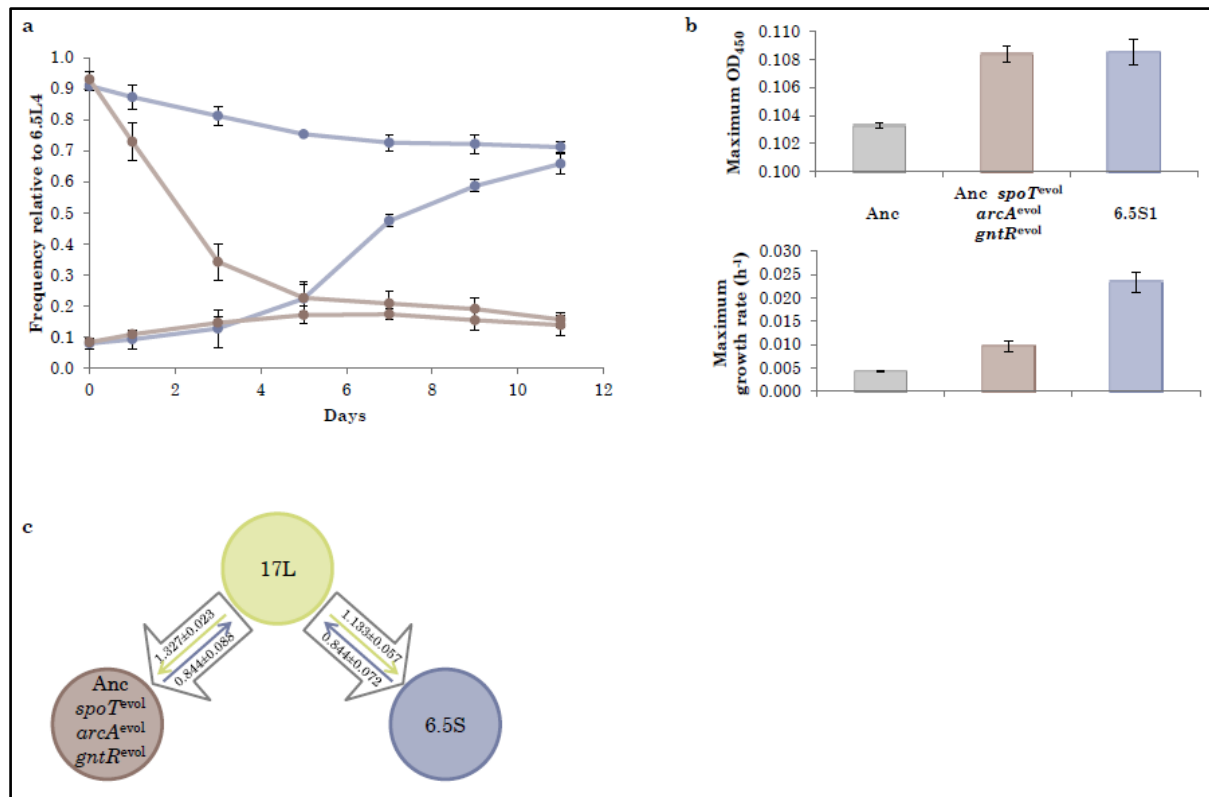 a
Frequency relative to 6.5L4
1.0
0.9
0.8
0.7
0.6
0.5
0.4
0.3
0.2
0.1
0.0
0 2 4 6 8 10 12
Days
b
Maximum OD450
0.110
0.108
0.106
0.104
0.102
0.100
Anc
Anc spoTevol
arcAevol
gntRevol
6.5S1
Maximum
growth rate (h-1)
0.030
0.025
0.020
0.015
0.010
0.005
0.000
c
17L
1.327±0.023
0.844±0.088
1.133±0.057
0.844±0.072
Anc
spoTevol
arcAevol
gntRevol
6.5S